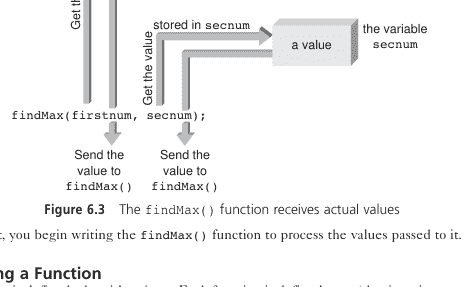 Get th
Get the value
stored in secnum
a value
the variable
secnum
findMax(firstnum, secnum);
Send the
value to
findMax()
Send the
value to
findMax()
Figure 6.3 The findMax() function receives actual values
, you begin writing the findMax() function to process the values passed to it.
ng a Function